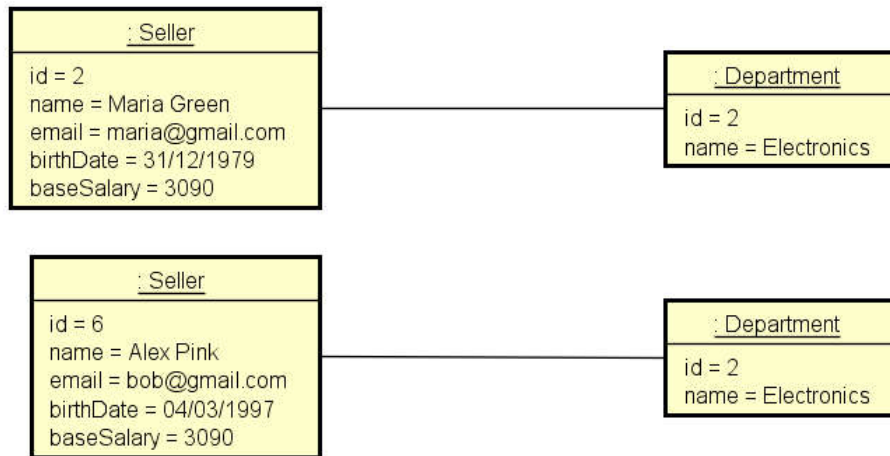 : Seller
id = 2
name = Maria Green
email = maria@gmail.com
birthDate = 31/12/1979
baseSalary = 3090
: Department
id = 2
name = Electronics
: Seller
id = 6
name = Alex Pink
email = bob@gmail.com
birthDate = 04/03/1997
baseSalary = 3090
: Department
id = 2
name = Electronics